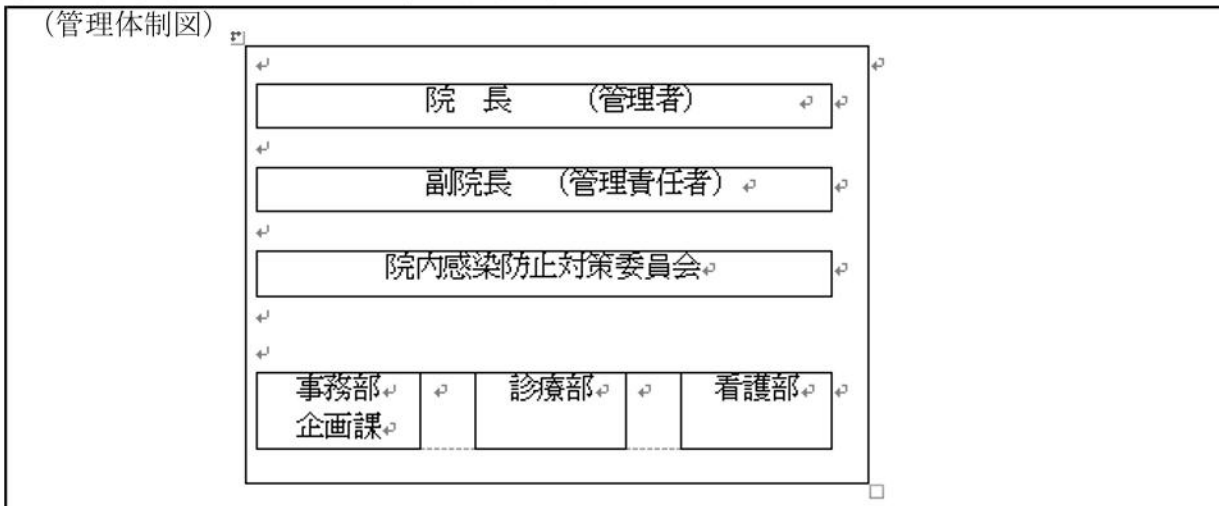 （管理体制図）
院　長　　（管理者）
副院長　（管理責任者）
院内感染防止対策委員会
事務部　診療部　看護部
企画課